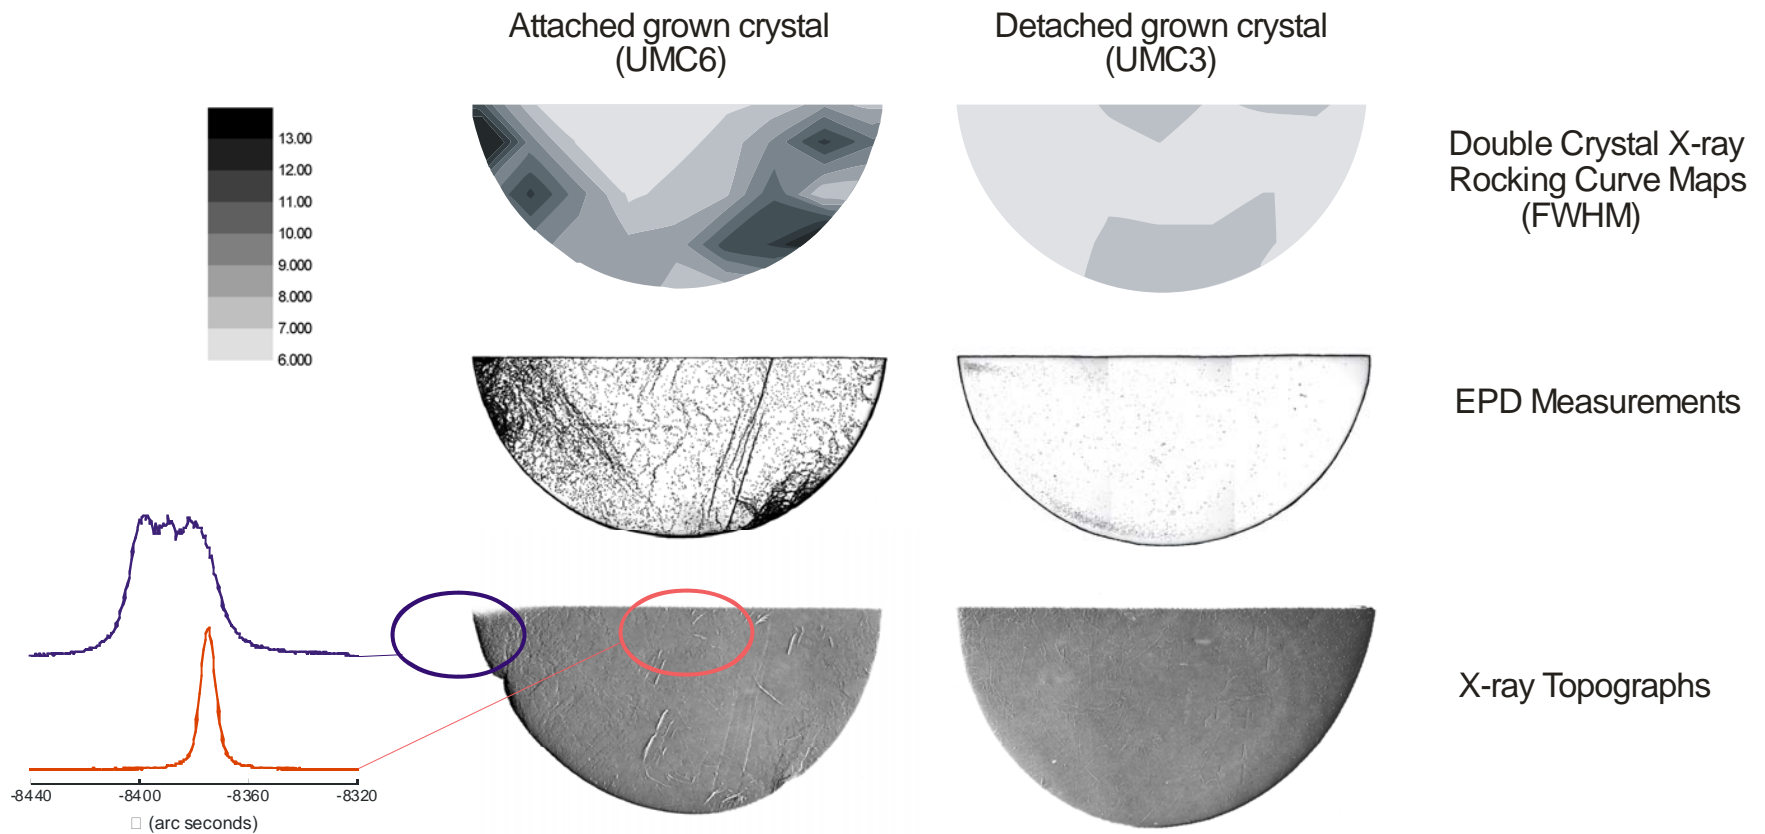 Attached grown crystal
(UMC6)
Detached grown crystal
(UMC3)
13.00
12.00
11.00
10.00
9.000
8.000
7.000
6.000
Double Crystal X-ray
Rocking Curve Maps
(FWHM)
EPD Measurements
X-ray Topographs
-8440 -8400 -8360 -8320
□ (arc seconds)